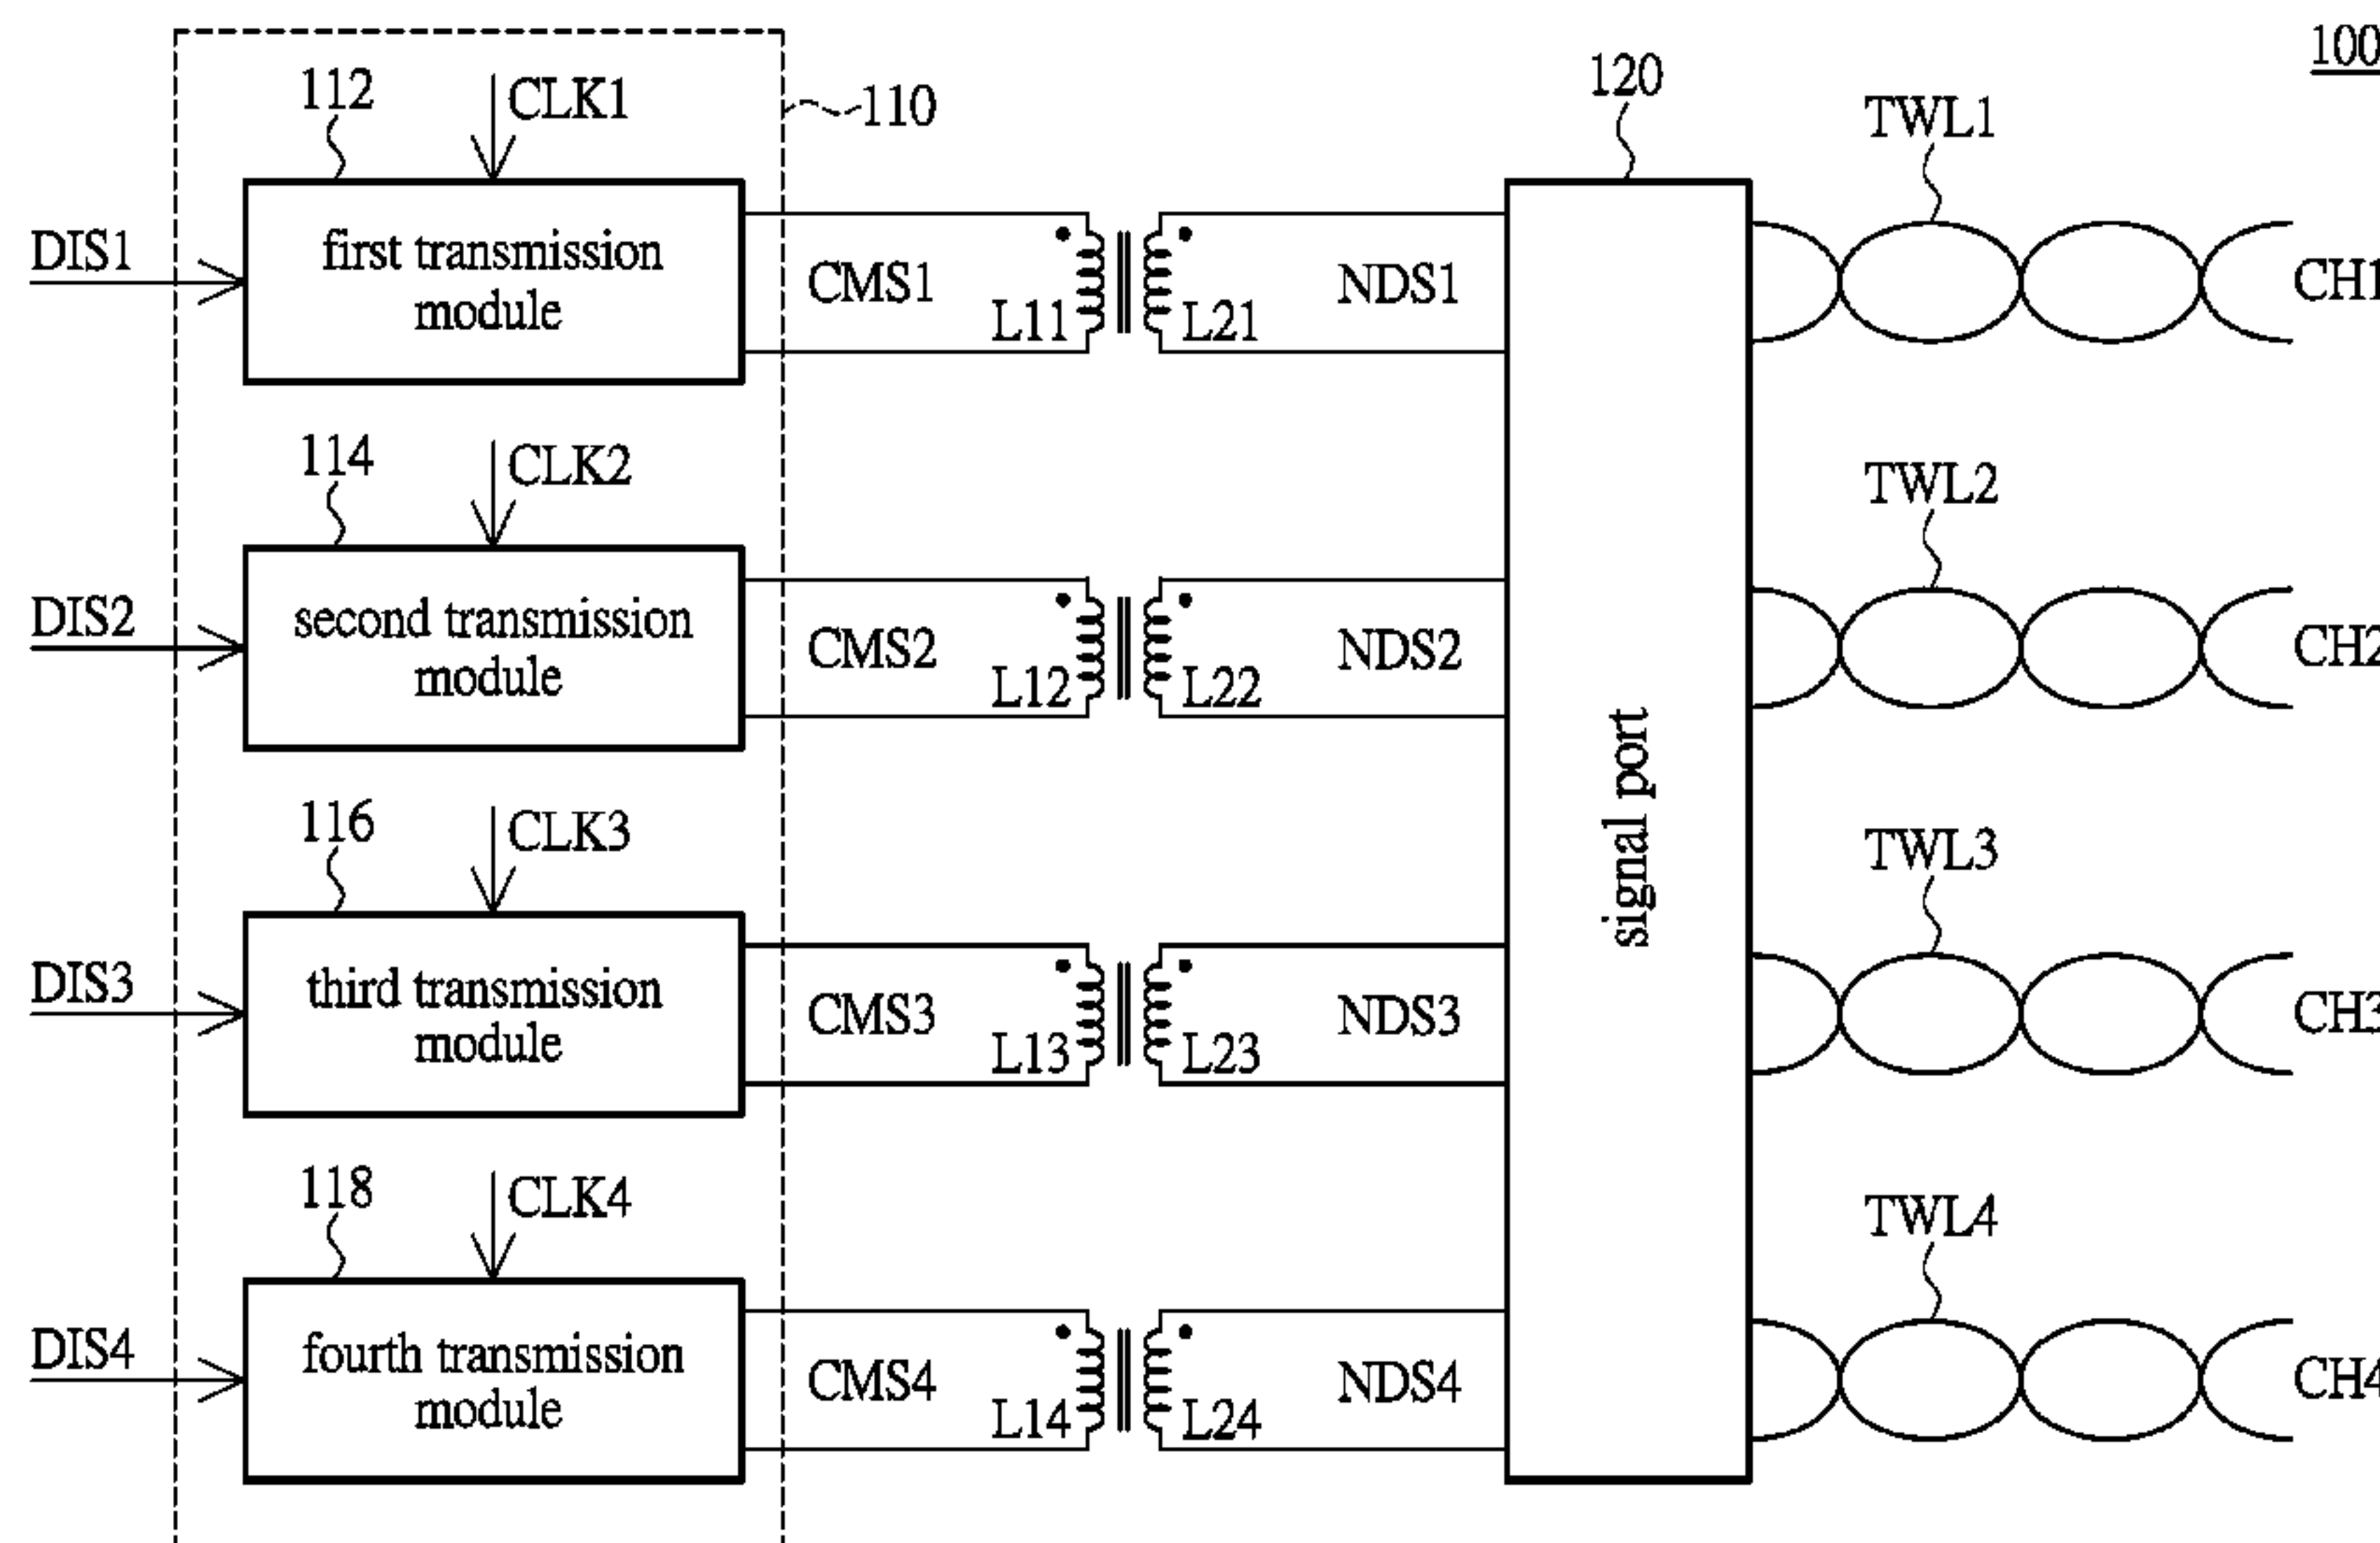 100
112
CLK1
110
120
TWL1
DIS1
first transmission
module
CMS1
L11
L21
NDS1
CH1
114
CLK2
TWL2
DIS2
second transmission
module
CMS2
L12
L22
NDS2
CH2
signal port
116
CLK3
TWL3
DIS3
third transmission
module
CMS3
L13
L23
NDS3
CH3
118
CLK4
TWL4
DIS4
fourth transmission
module
CMS4
L14
L24
NDS4
CH4